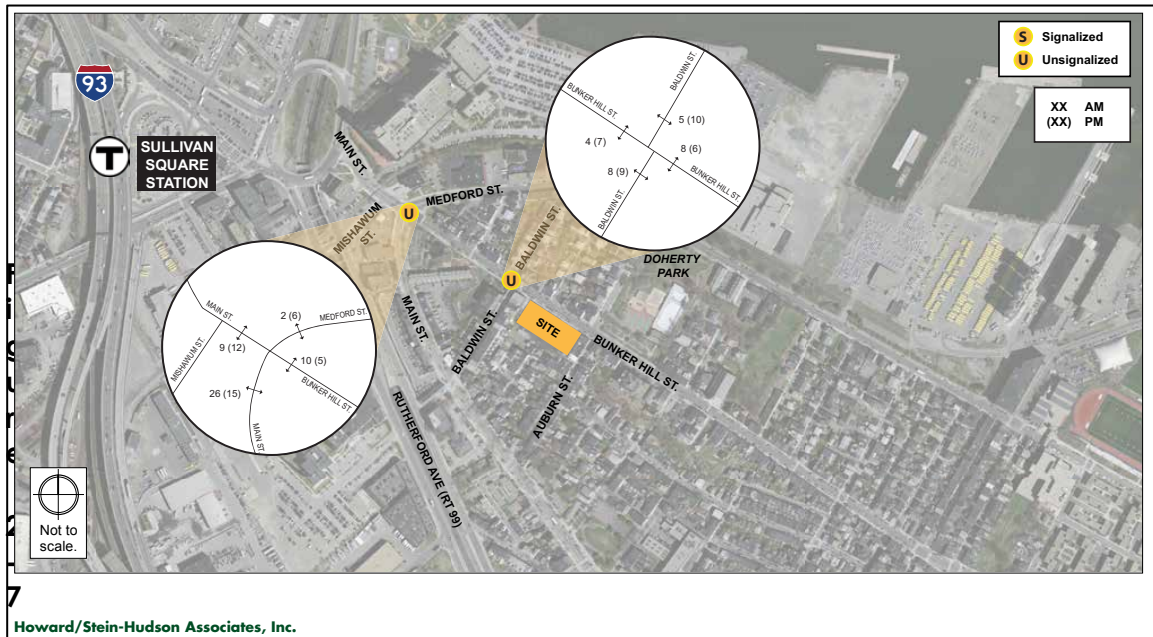 93
T
SULLIVAN
SQUARE
STATION
MAIN ST.
MEDFORD ST.
MISHAWUM
ST.
U
MAIN ST.
BALDWIN ST.
U
BALDWIN ST.
DOHERTY
PARK
SITE
BUNKER HILL ST.
AUBURN ST.
RUTHERFORD AVE (RT 99)
BALDWIN ST.
BUNKER HILL ST.
5 (10)
4 (7)
8 (6)
8 (9)
BUNKER HILL ST.
BALDWIN ST.
MAIN ST.
2 (6)
MEDFORD ST.
9 (12)
MISHAWUM ST.
10 (5)
BUNKER HILL ST.
26 (15)
MAIN ST.
S Signalized
U Unsignalized
XX AM
(XX) PM
Not to
scale.
F
i
g
u
r
e
2
-
7
Howard/Stein-Hudson Associates, Inc.